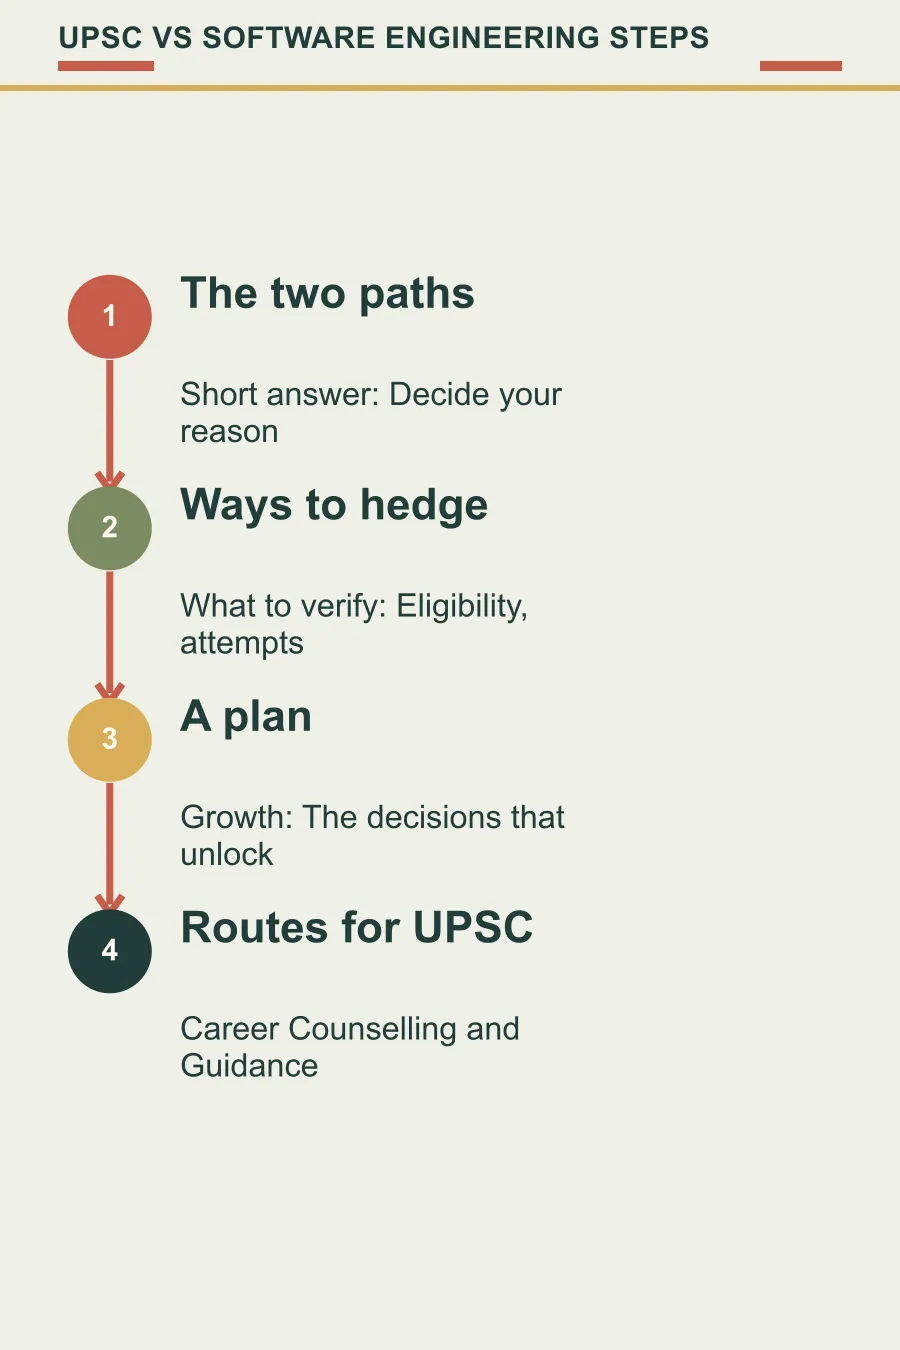 UPSC VS SOFTWARE ENGINEERING STEPS
1
The two paths
Short answer: Decide your
reason
2
Ways to hedge
What to verify: Eligibility,
attempts
3
A plan
Growth: The decisions that
unlock
4
Routes for UPSC
Career Counselling and
Guidance